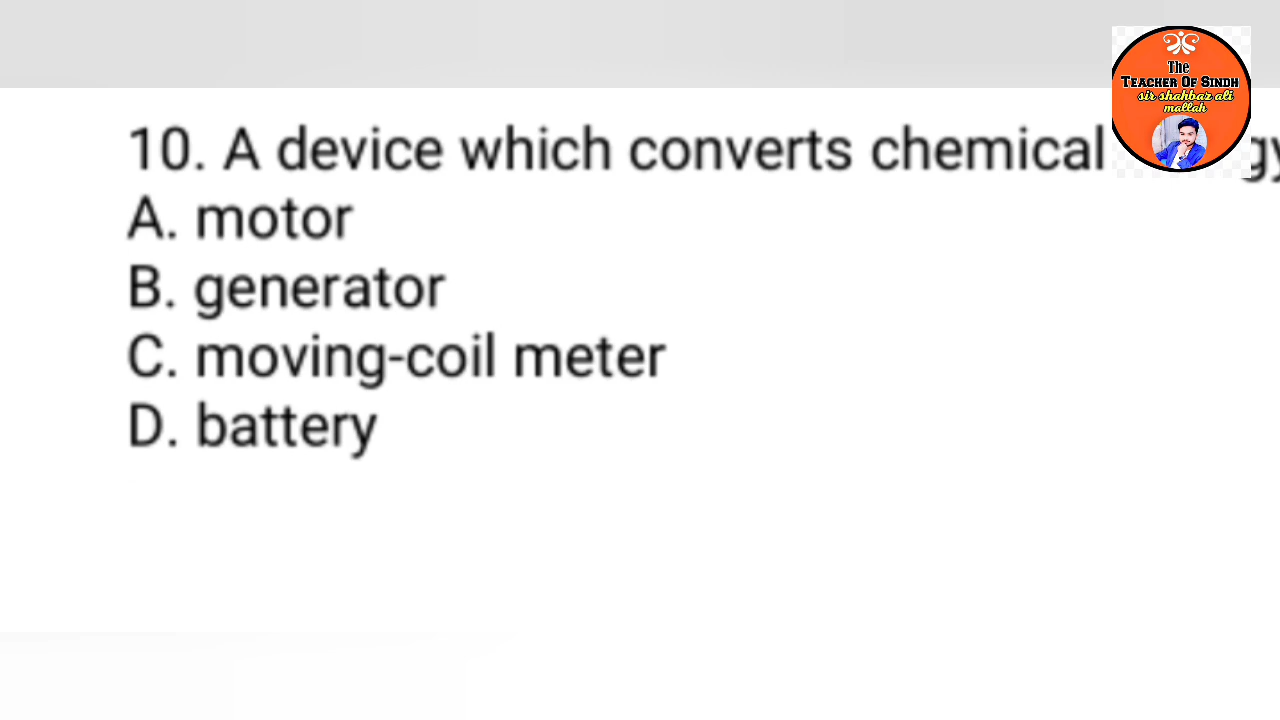 The
TEACHER OF SINDH
sir shahbaz ali
mallah
10. A device which converts chemical
A. motor
B. generator
C. moving-coil meter
D. battery